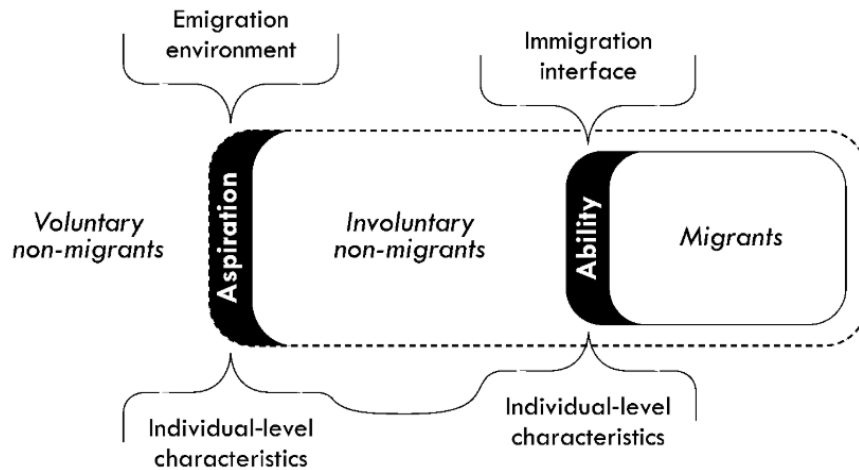 Emigration
environment
Immigration
interface
Voluntary
non-migrants
Aspiration
Involuntary
non-migrants
Ability
Migrants
Individual-level
characteristics
Individual-level
characteristics